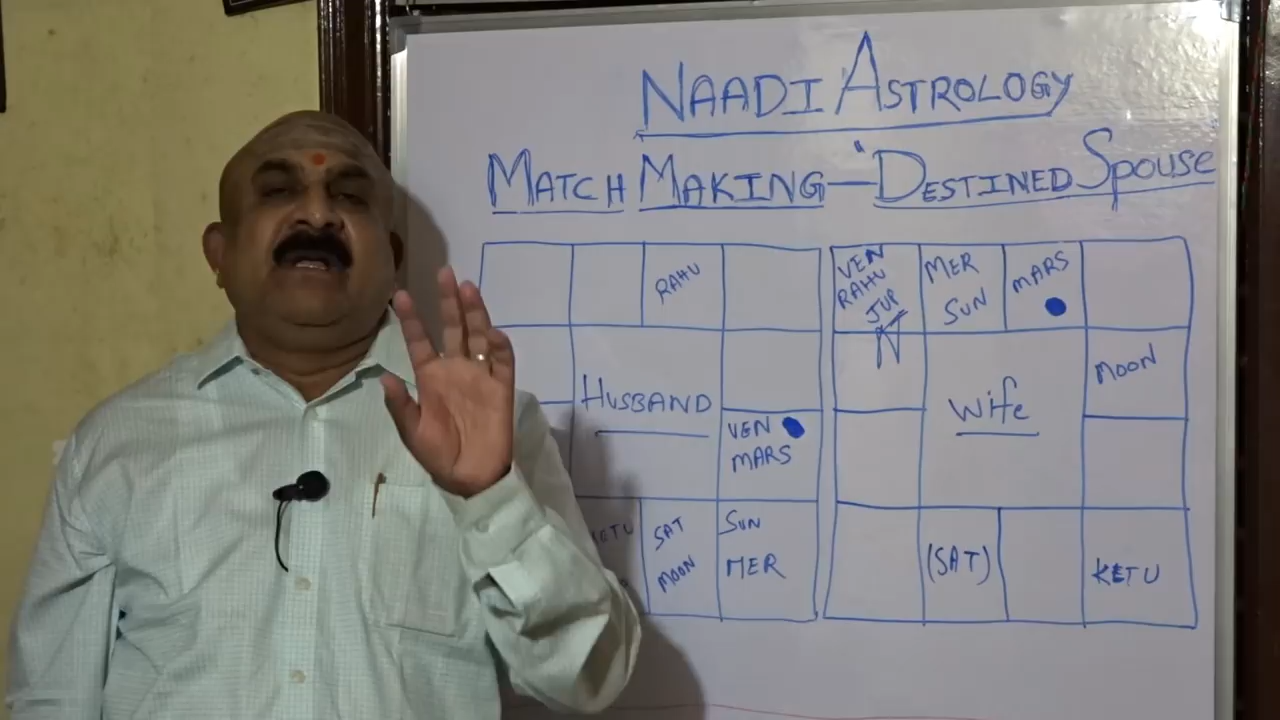 NAADI ASTROLOGY
MATCH MAKING — "DESTINED SPOUSE
RAHU
HUSBAND
VEN
MARS
SAT
MOON
SUN
MER
VEN
RAHU
JUP
MER
SUN
MARS
MOON
Wife
(SAT)
KETU